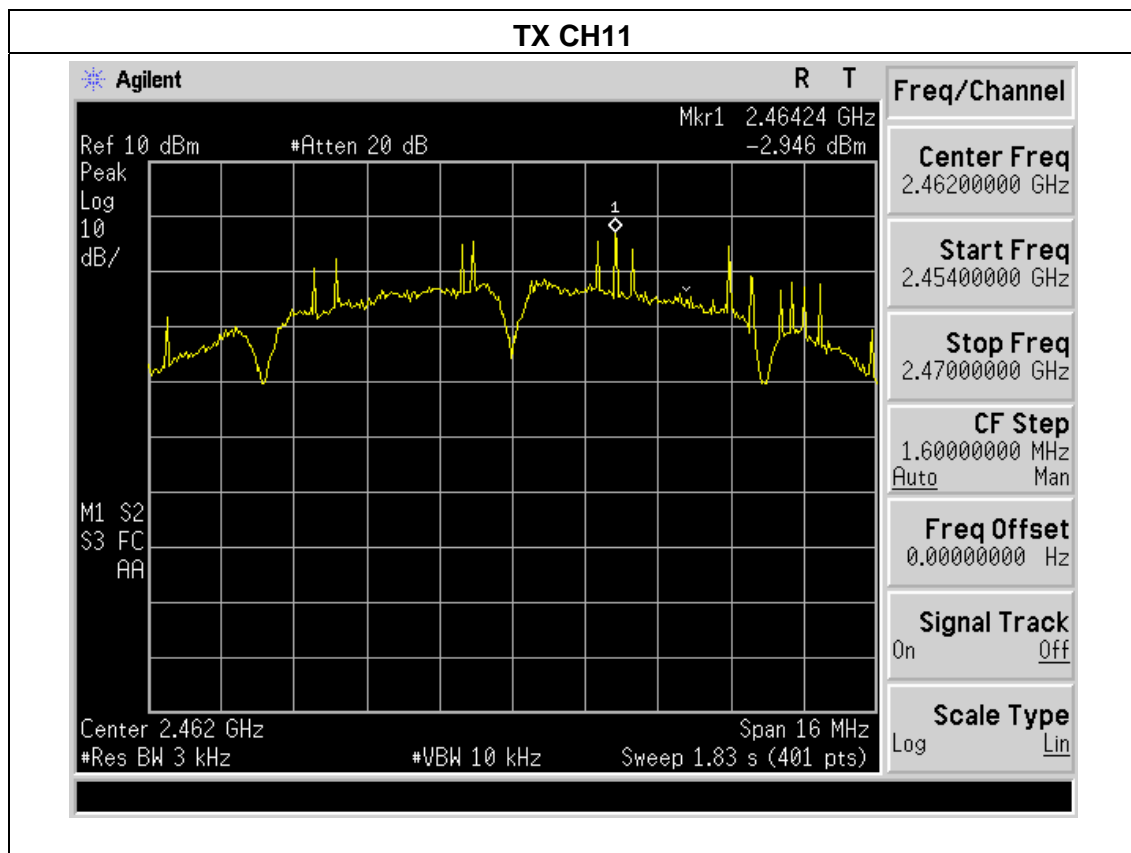 TX CH11
Agilent R T
Mkr1 2.46424 GHz
Ref 10 dBm #Atten 20 dB -2.946 dBm
Peak
Log
10
dB/
1
M1 S2
S3 FC
AA
Center 2.462 GHz Span 16 MHz
#Res BW 3 kHz #VBW 10 kHz Sweep 1.83 s (401 pts)
Freq/Channel
Center Freq
2.46200000 GHz
Start Freq
2.45400000 GHz
Stop Freq
2.47000000 GHz
CF Step
1.60000000 MHz
Auto Man
Freq Offset
0.00000000 Hz
Signal Track
On Off
Scale Type
Log Lin